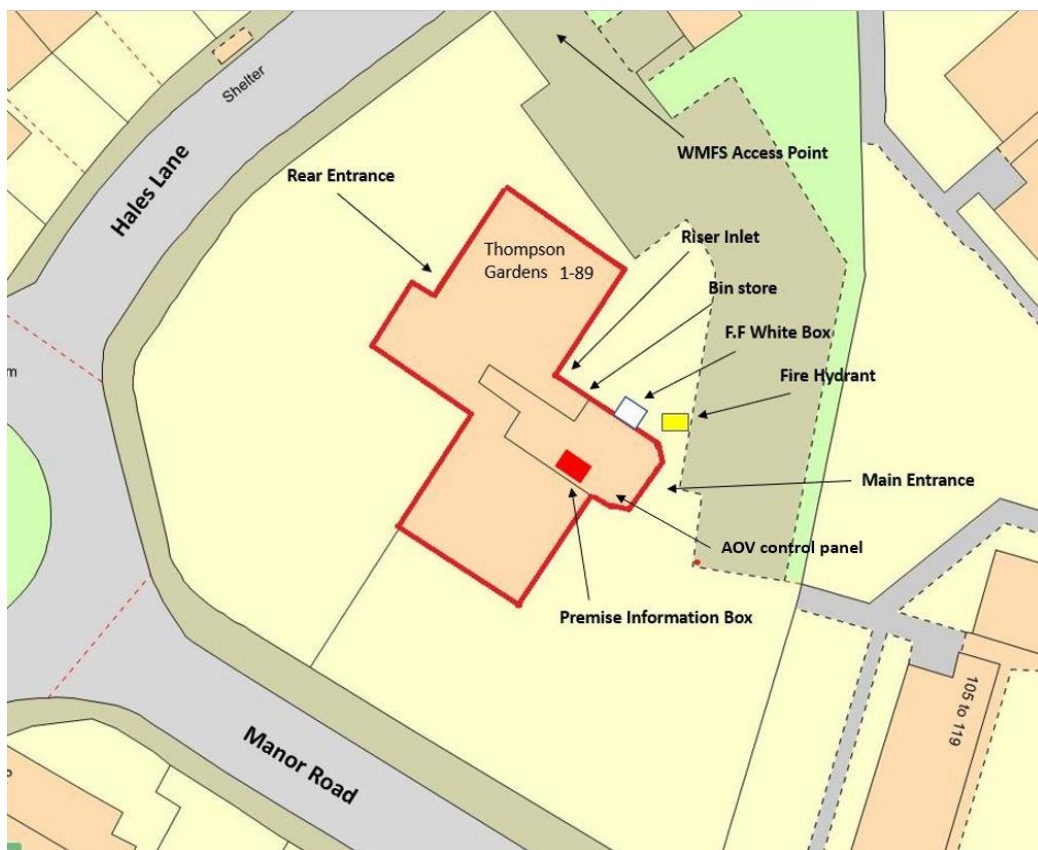 Shelter
Hales Lane
WMFS Access Point
Rear Entrance
Riser Inlet
Thompson
Gardens 1-89
Bin store
F.F White Box
Fire Hydrant
Main Entrance
AOV control panel
Premise Information Box
105 to 119
Manor Road